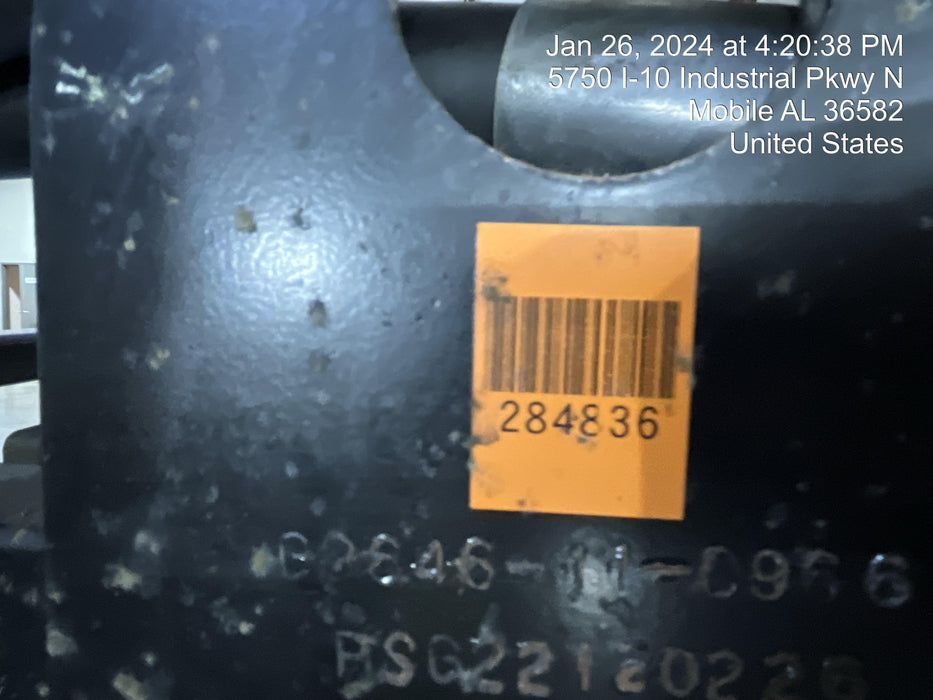 Jan 26, 2024 at 4:20:38 PM
5750 I-10 Industrial Pkwy N
Mobile AL 36582
United States
284836